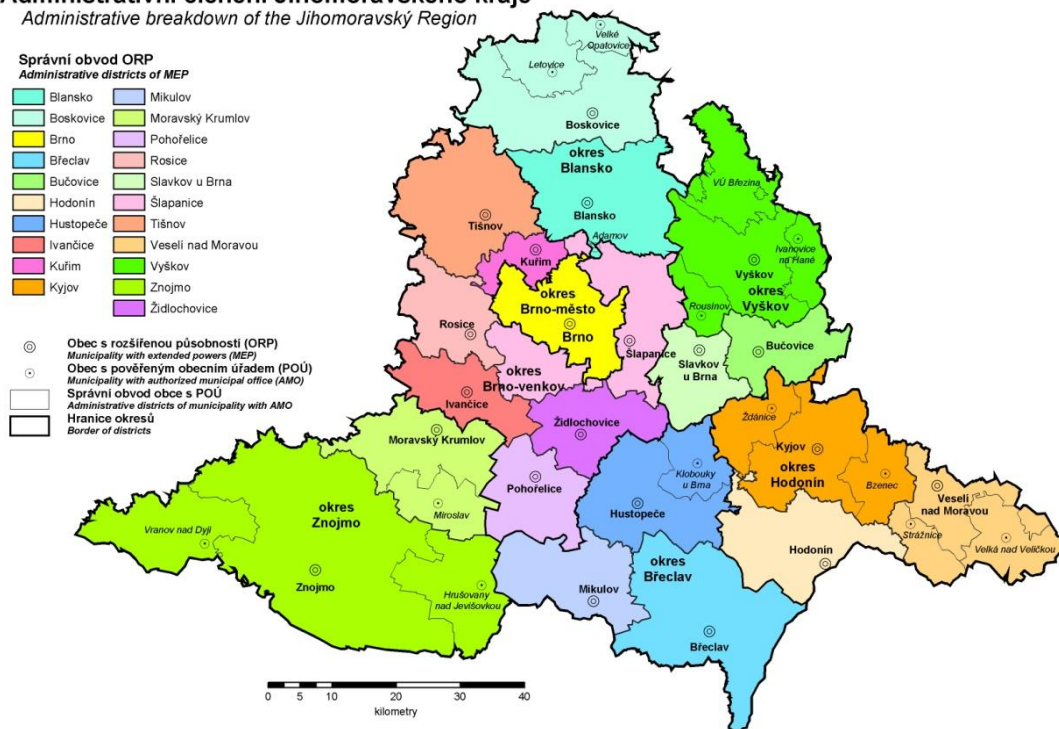 Administrativní členění Jihomoravského kraje
Administrative breakdown of the Jihomoravský Region
Správní obvod ORP
Administrative districts of MEP
Blansko
Boskovice
Brno
Břeclav
Bučovice
Hodonín
Hustopeče
Ivančice
Kuřim
Kyjov
Mikulov
Moravský Krumlov
Pohořelice
Rosice
Slavkov u Brna
Šlapanice
Tišnov
Veselí nad Moravou
Vyškov
Znojmo
Židlochovice
Obec s rozšířenou působností (ORP)
Municipality with extended powers (MEP)
Obec s pověřeným obecním úřadem (POÚ)
Municipality with authorized municipal office (AMO)
Správní obvod obce s POÚ
Administrative districts of municipality with AMO
Hranice okresů
Border of districts
Velké
Opatovice
Letovice
Boskovice
okres
Blansko
Blansko
Adamov
Tišnov
Kuřim
VÚ Březina
Ivanovice
na Hané
Vyškov
okres
Vyškov
Rousínov
okres
Brno-město
Brno
Rosice
Šlapanice
Slavkov
u Brna
Bučovice
okres
Brno-venkov
Ivančice
Židlochovice
Moravský Krumlov
Ždánice
Kyjov
okres
Hodonín
Bzenec
Klobouky
u Brna
Pohořelice
Hustopeče
Miroslav
Veselí
nad Moravou
Strážnice
Velká nad Veličkou
okres
Znojmo
Vranov nad Dyjí
Znojmo
Hrušovany
nad Jevišovkou
Hodonín
okres
Břeclav
Mikulov
Břeclav
0 5 10 20 30 40
kilometry